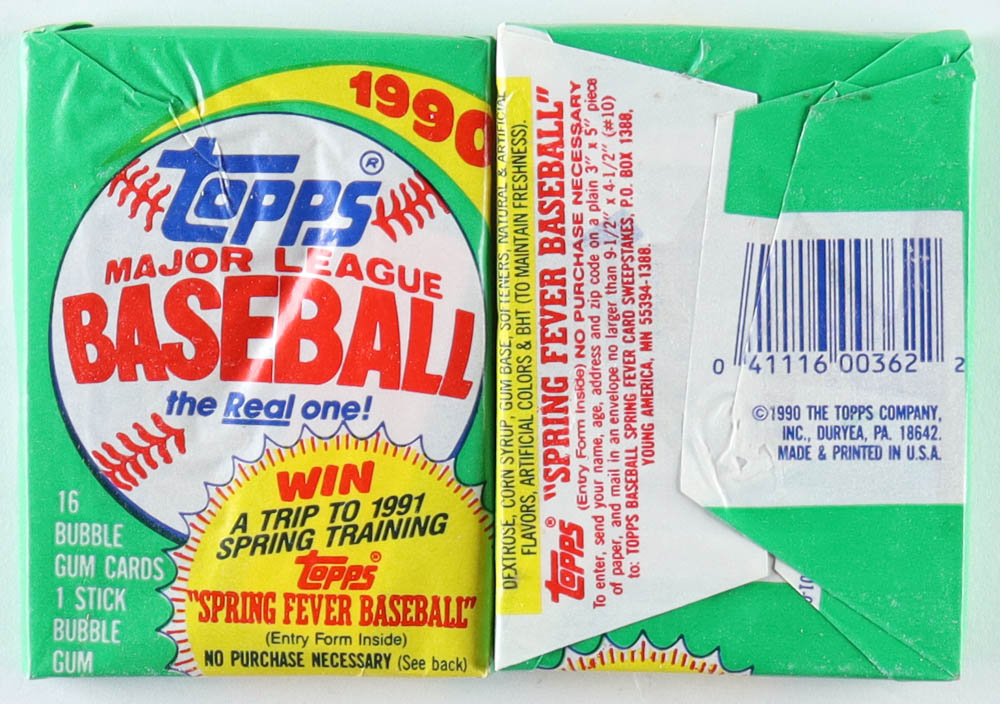 1990
Topps®
MAJOR LEAGUE
BASEBALL
the Real one!
WIN
A TRIP TO 1991
SPRING TRAINING
Topps®
"SPRING FEVER BASEBALL"
(Entry Form Inside)
NO PURCHASE NECESSARY (See back)
16
BUBBLE
GUM CARDS
1 STICK
BUBBLE
GUM
DEXTROSE, CORN SYRUP, GUM BASE, SOFTENERS, NATURAL & ARTIFICIAL
FLAVORS, ARTIFICIAL COLORS & BHT (TO MAINTAIN FRESHNESS).
Topps® "SPRING FEVER BASEBALL"
(Entry Form Inside) NO PURCHASE NECESSARY
To enter, send your name, age, address and zip code on a plain 3" x 5" piece
of paper, and mail in an envelope no larger than 9-1/2" x 4-1/2" (#10)
to: TOPPS BASEBALL SPRING FEVER CARD SWEEPSTAKES, P.O. BOX 1388,
YOUNG AMERICA, MN 55394-1388.
0 41116 00362 2
©1990 THE TOPPS COMPANY,
INC., DURYEA, PA. 18642.
MADE & PRINTED IN U.S.A.